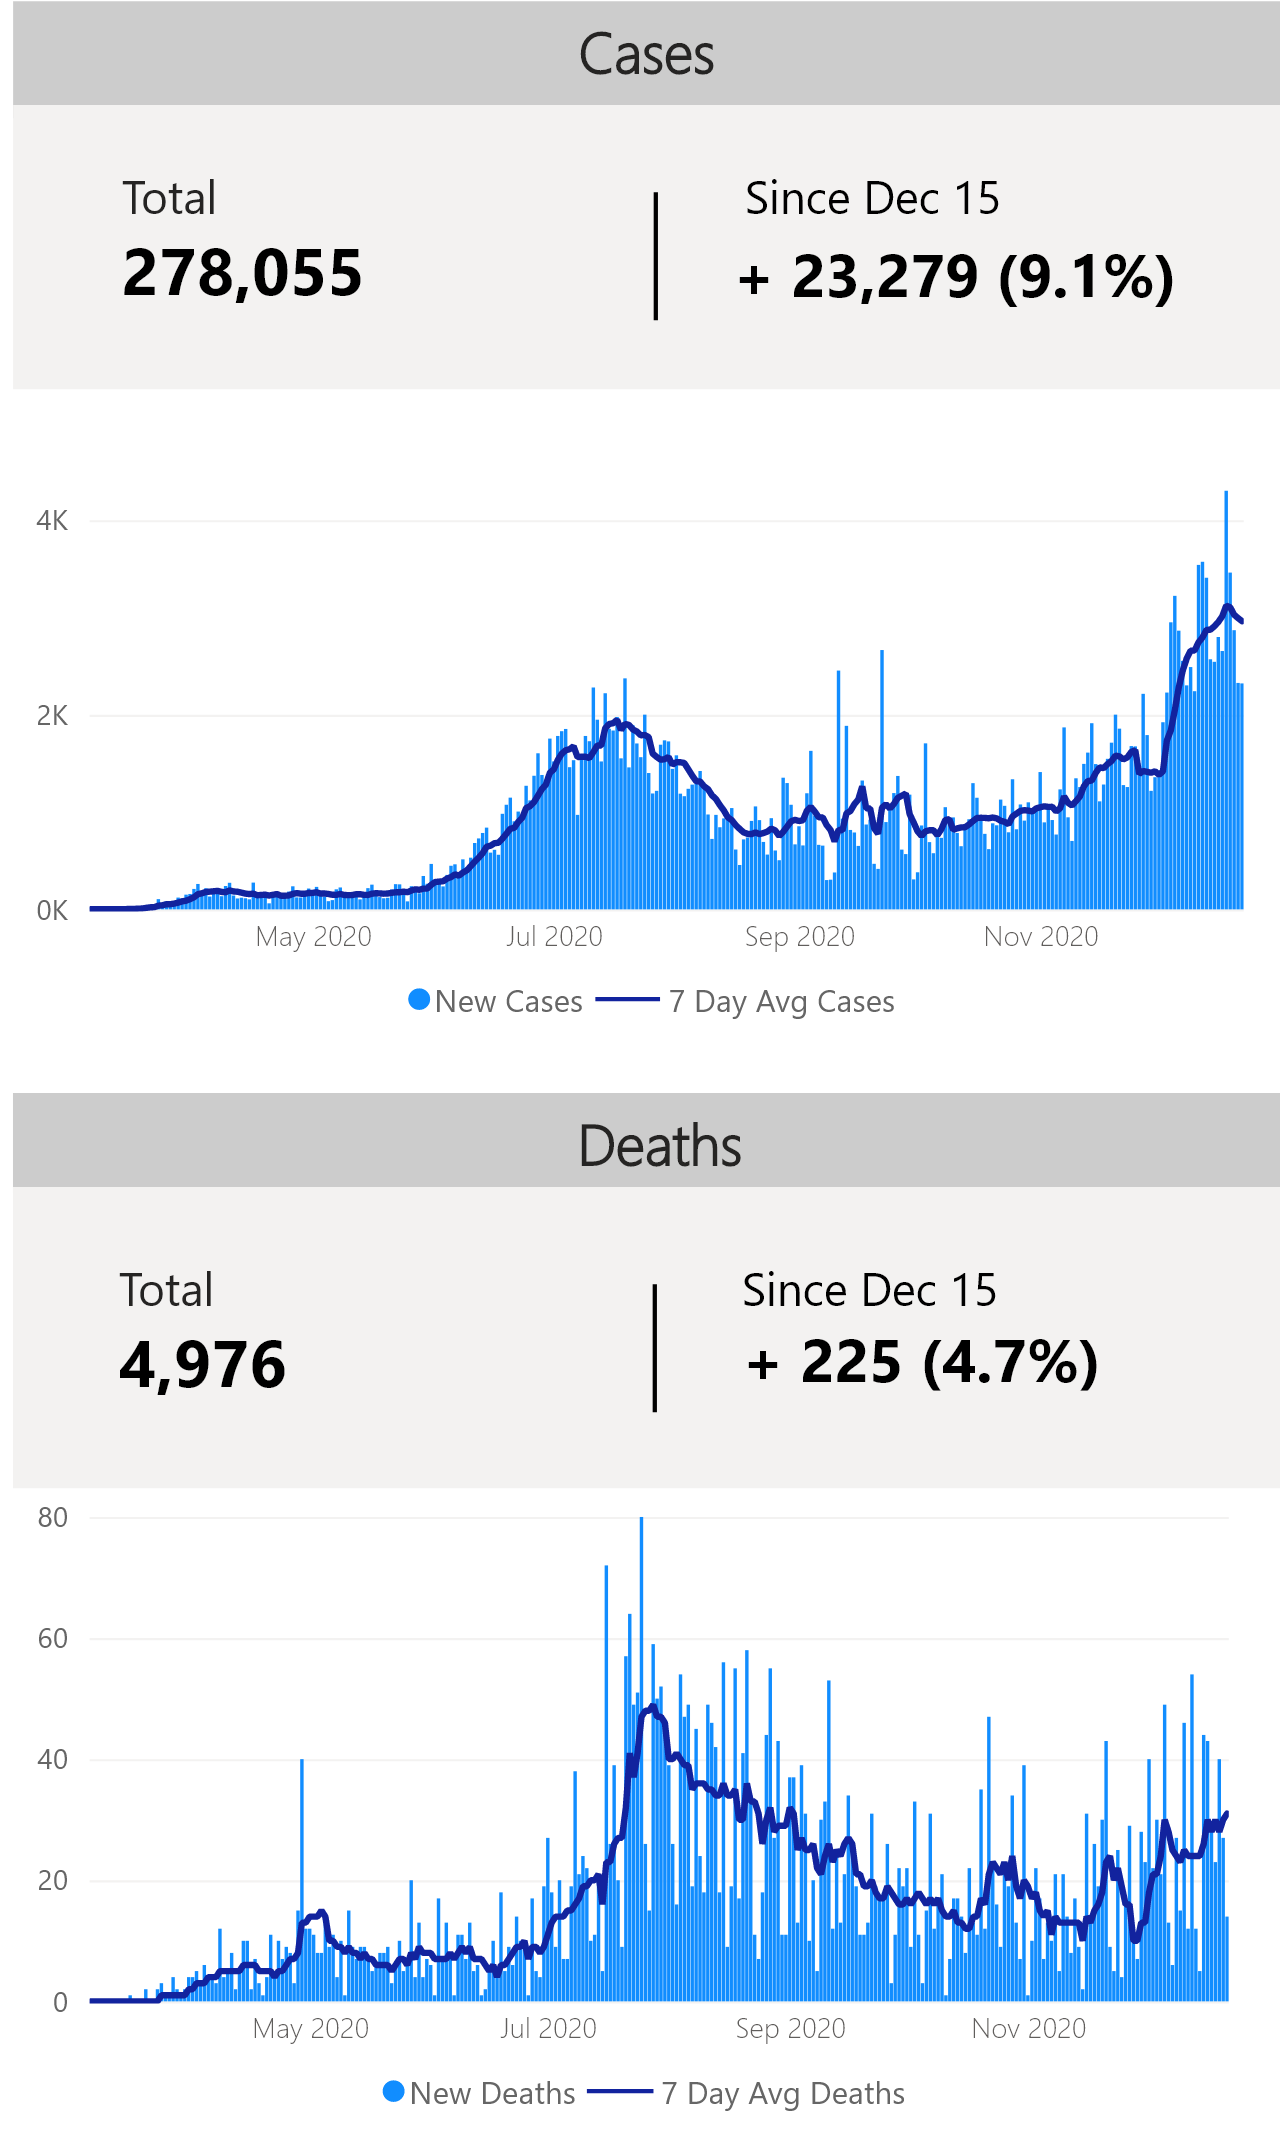 Cases
Total
Since Dec 15
278,055
+ 23,279 (9.1%)
4K
2K
0K
May 2020
Jul 2020
Sep 2020
Nov 2020
New Cases
7 Day Avg Cases
Deaths
Total
Since Dec 15
4,976
+ 225 (4.7%)
80
60
40
20
0
May 2020
Jul 2020
Sep 2020
Nov 2020
New Deaths
7 Day Avg Deaths